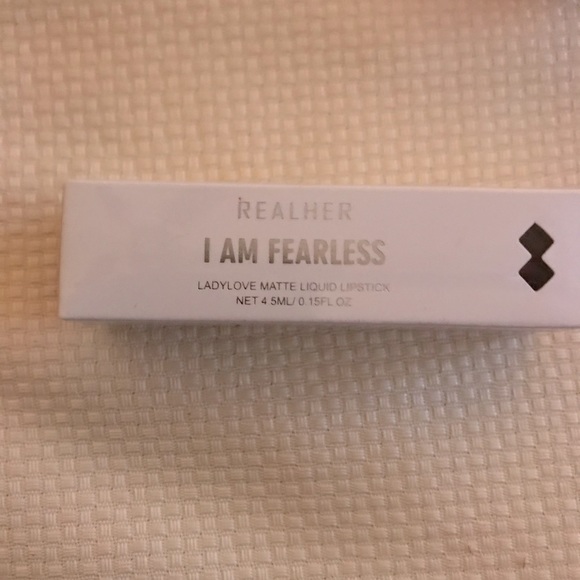 REALHER
I AM FEARLESS
LADYLOVE MATTE LIQUID LIPSTICK
NET 4.5ML/ 0.15FL OZ